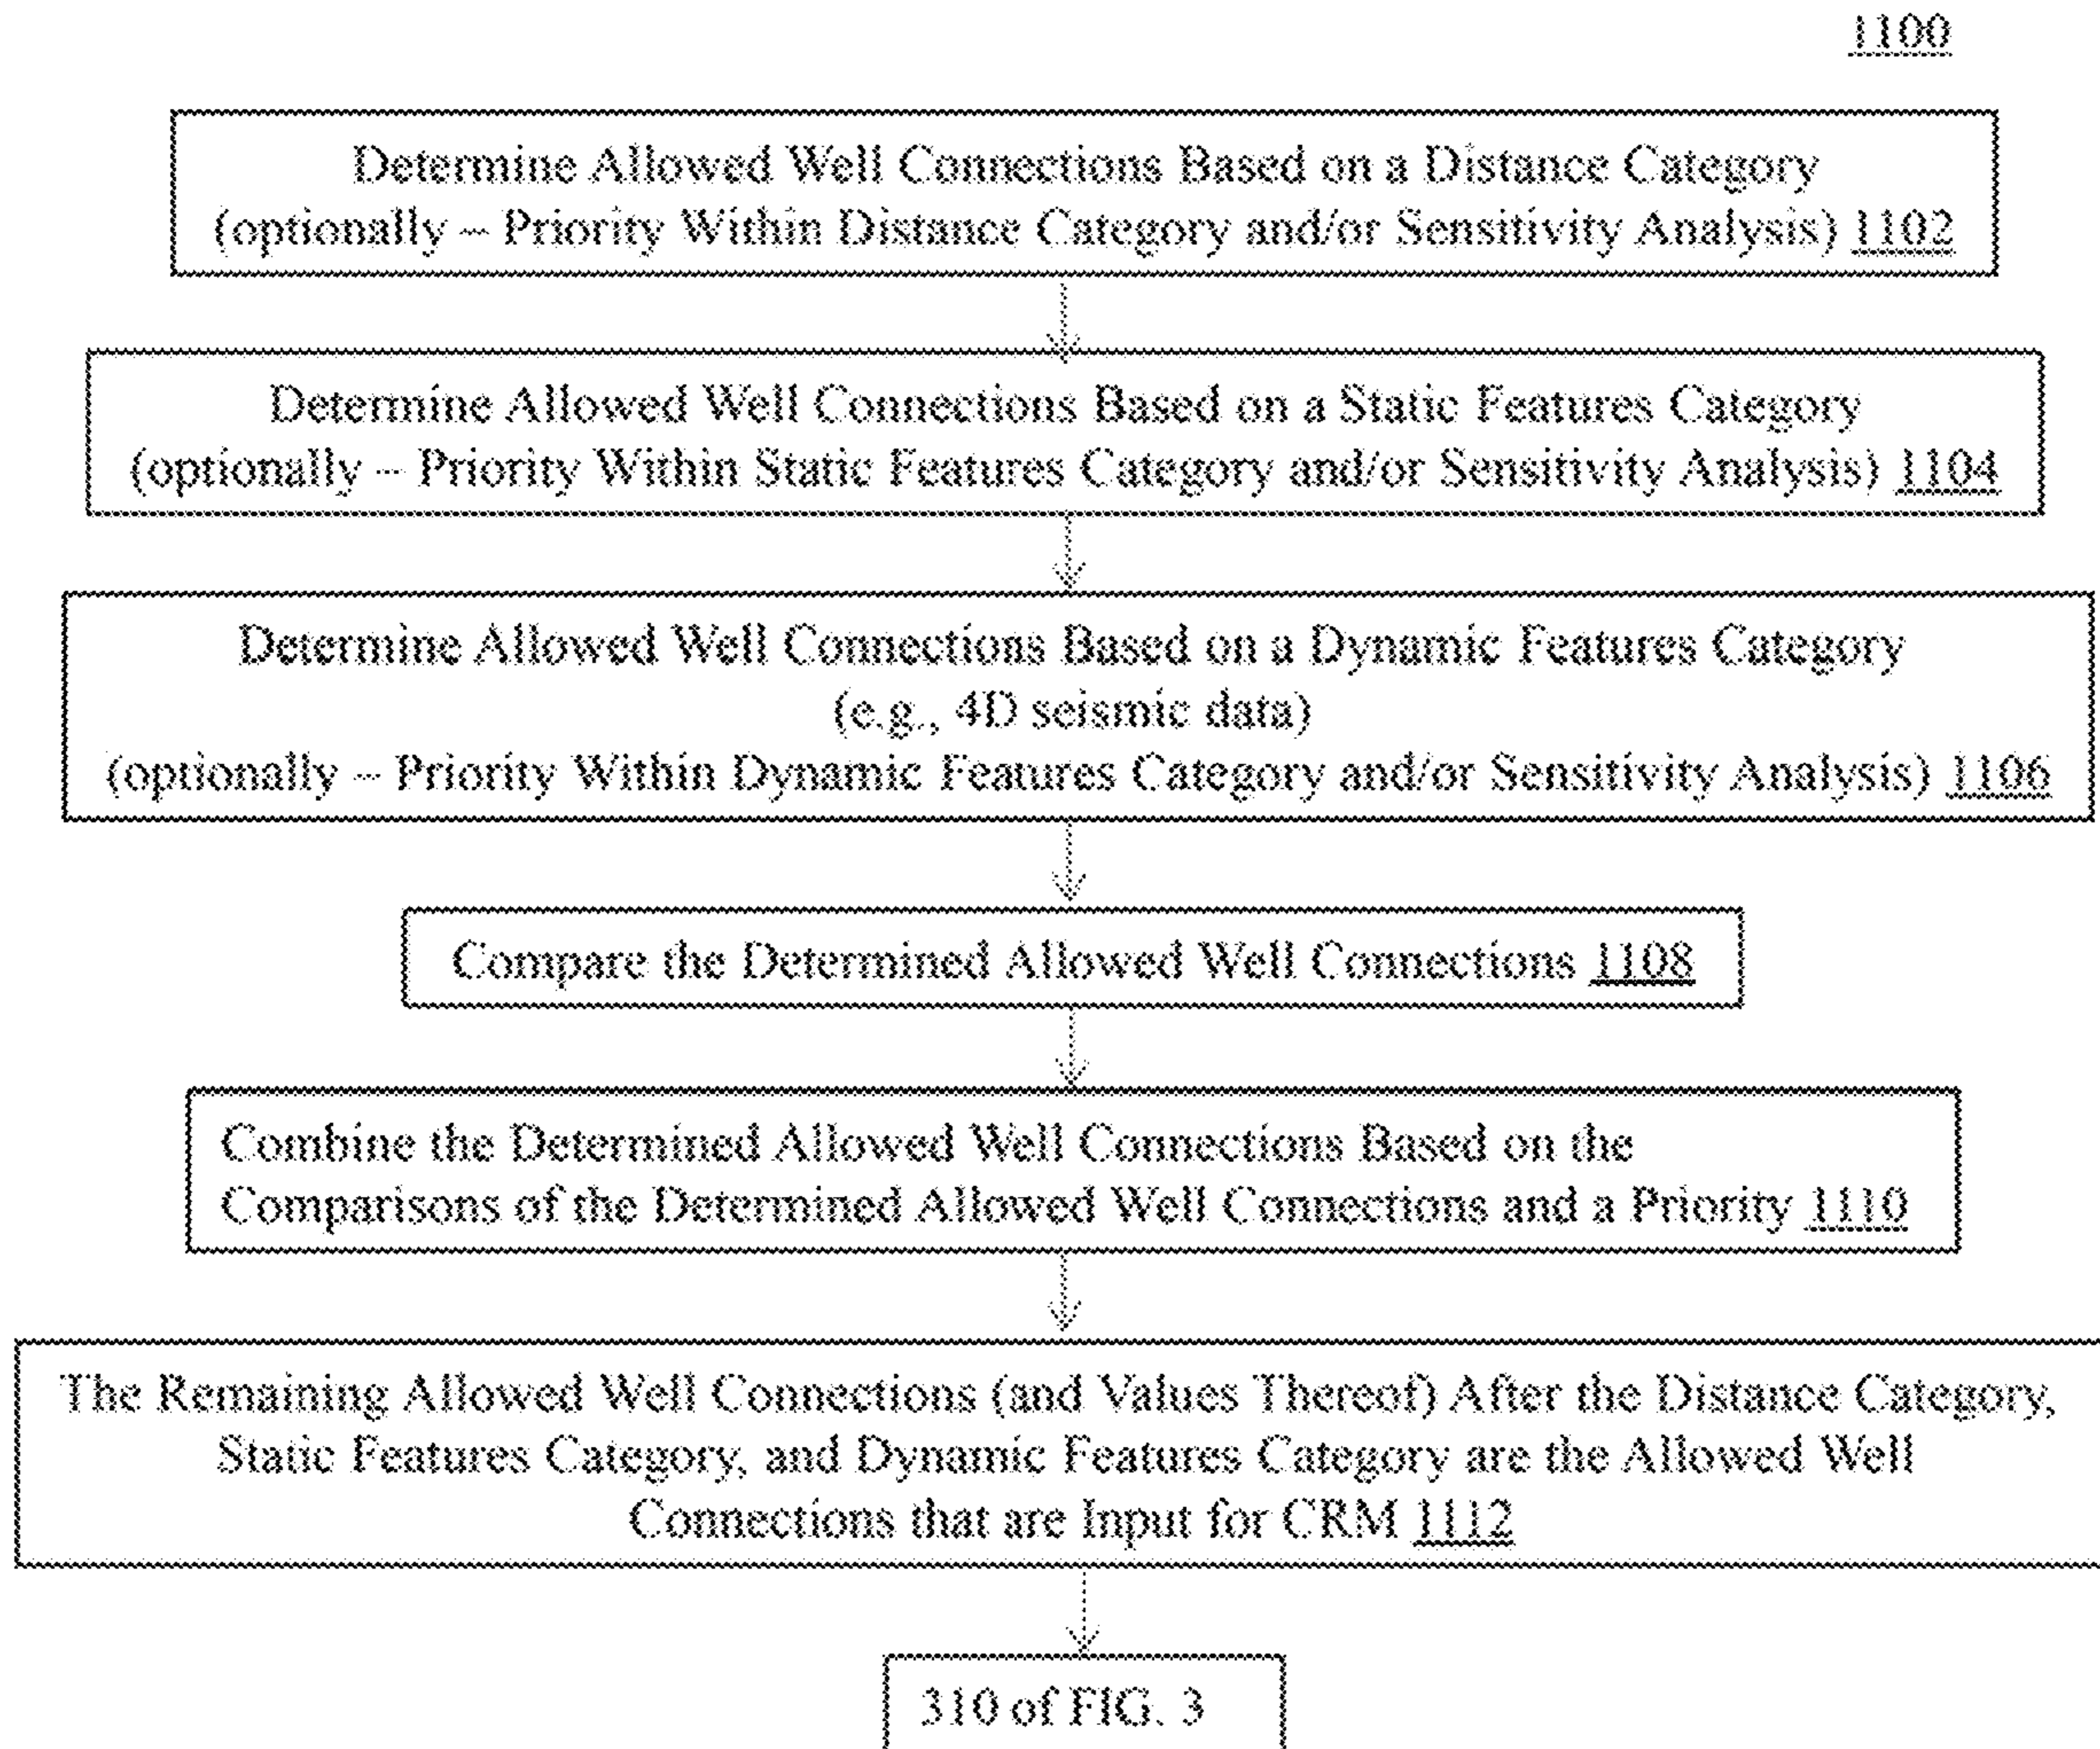 1100
Determine Allowed Well Connections Based on a Distance Category
(optionally – Priority Within Distance Category and/or Sensitivity Analysis) 1102
Determine Allowed Well Connections Based on a Static Features Category
(optionally – Priority Within Static Features Category and/or Sensitivity Analysis) 1104
Determine Allowed Well Connections Based on a Dynamic Features Category
(e.g., 4D seismic data)
(optionally – Priority Within Dynamic Features Category and/or Sensitivity Analysis) 1106
Compare the Determined Allowed Well Connections 1108
Combine the Determined Allowed Well Connections Based on the
Comparisons of the Determined Allowed Well Connections and a Priority 1110
The Remaining Allowed Well Connections (and Values Thereof) After the Distance Category,
Static Features Category, and Dynamic Features Category are the Allowed Well
Connections that are Input for CRM 1112
310 of FIG. 3